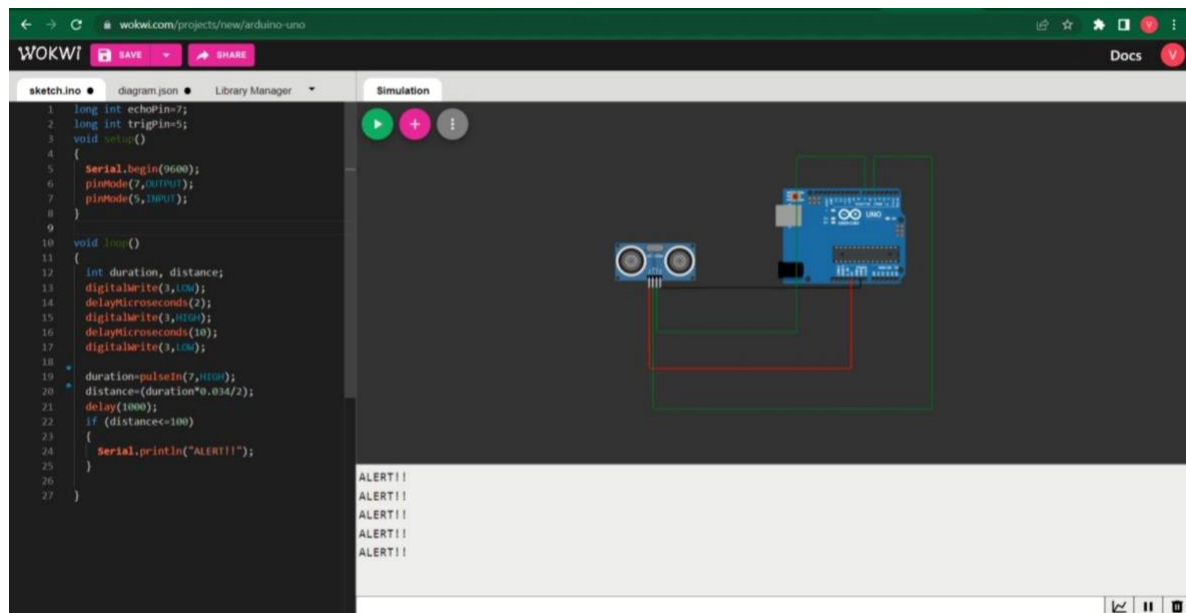 wokwi.com/projects/new/arduino-uno
V
WOKWI SAVE SHARE Docs V
sketch.ino diagram.json Library Manager Simulation
1 long int echoPin=7;
2 long int trigPin=5;
3 void setup()
4 {
5 Serial.begin(9600);
6 pinMode(7,OUTPUT);
7 pinMode(5,INPUT);
8 }
9
10 void loop()
11 {
12 int duration, distance;
13 digitalWrite(3,LOW);
14 delayMicroseconds(2);
15 digitalWrite(3,HIGH);
16 delayMicroseconds(10);
17 digitalWrite(3,LOW);
18
19 duration=pulseIn(7,HIGH);
20 distance=(duration*0.034/2);
21 delay(1000);
22 if (distance<=100)
23 {
24 Serial.println("ALERT!!");
25 }
26
27 }
UNO
ALERT!!
ALERT!!
ALERT!!
ALERT!!
ALERT!!